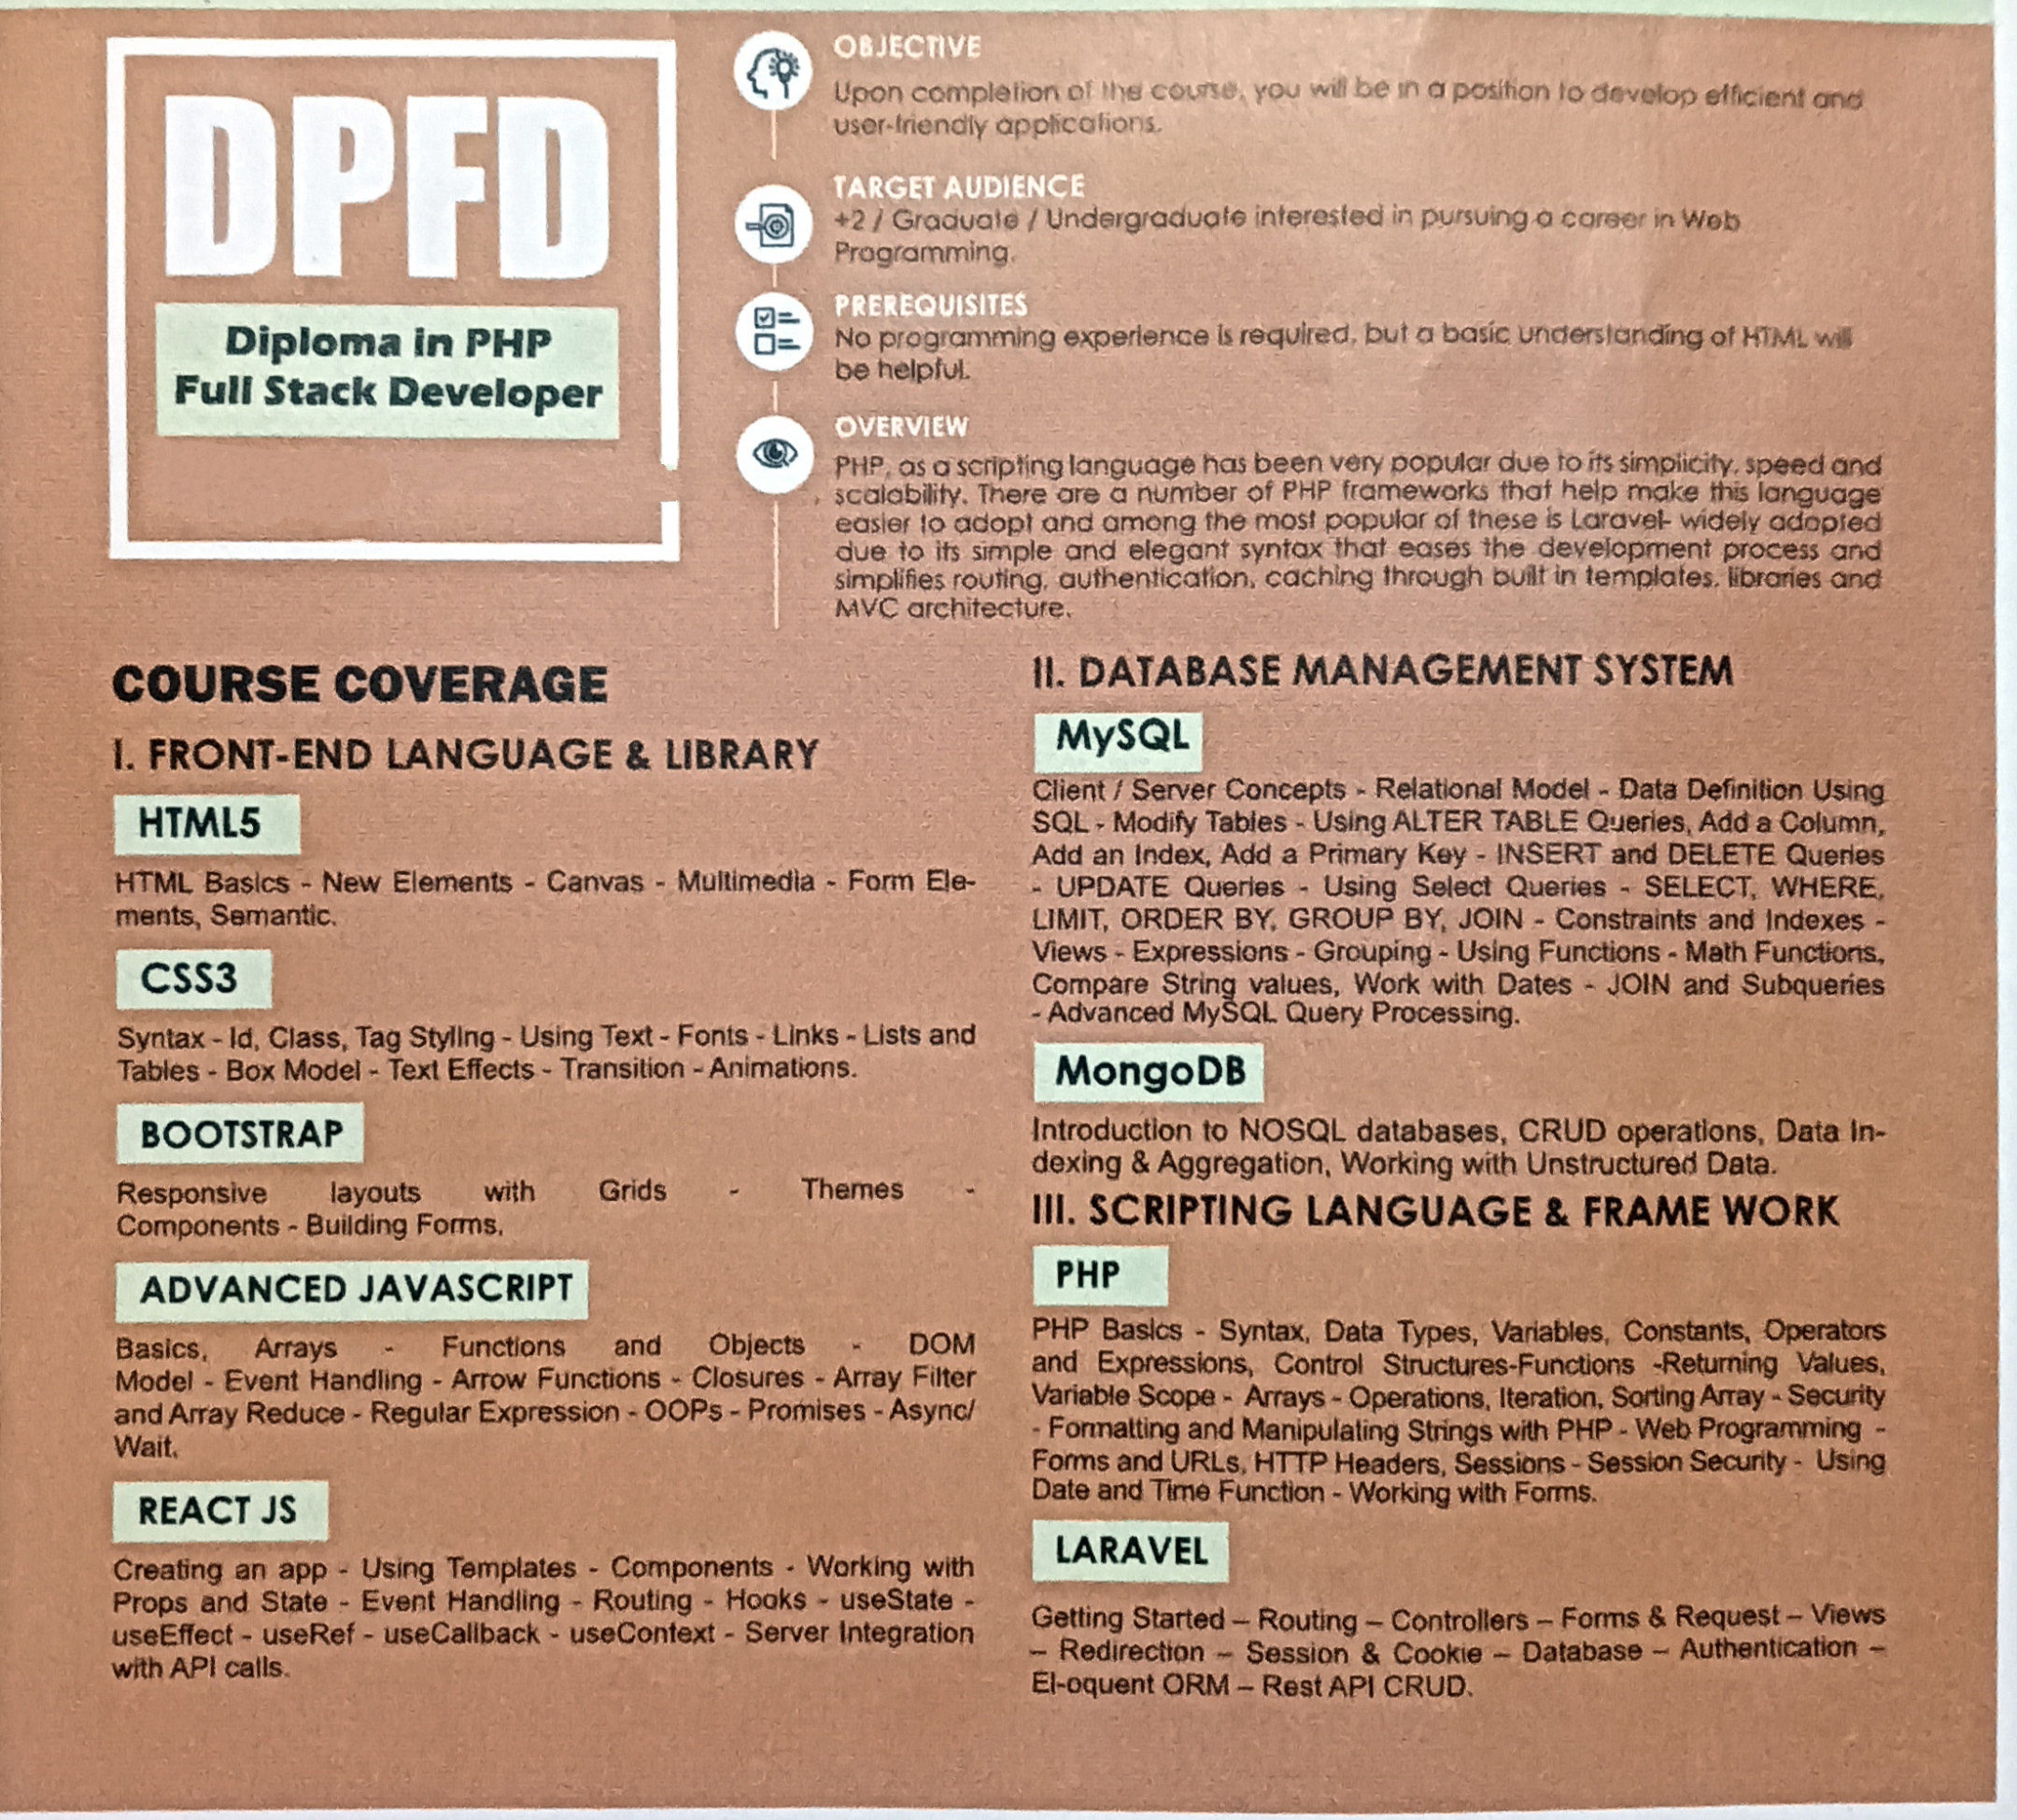 DPFD
Diploma in PHP
Full Stack Developer
OBJECTIVE
Upon completion of the course, you will be in a position to develop efficient and
user-friendly applications.
TARGET AUDIENCE
+2 / Graduate / Undergraduate interested in pursuing a career in Web
Programming.
PREREQUISITES
No programming experience is required, but a basic understanding of HTML will
be helpful.
OVERVIEW
PHP, as a scripting language has been very popular due to its simplicity, speed and
scalability. There are a number of PHP frameworks that help make this language
easier to adopt and among the most popular of these is Laravel- widely adopted
due to its simple and elegant syntax that eases the development process and
simplifies routing, authentication, caching through built in templates, libraries and
MVC architecture.
COURSE COVERAGE
I. FRONT-END LANGUAGE & LIBRARY
HTML5
HTML Basics - New Elements - Canvas - Multimedia - Form Ele-
ments, Semantic.
CSS3
Syntax - Id, Class, Tag Styling - Using Text - Fonts - Links - Lists and
Tables - Box Model - Text Effects - Transition - Animations.
BOOTSTRAP
Responsive layouts with Grids - Themes -
Components - Building Forms.
ADVANCED JAVASCRIPT
Basics, Arrays - Functions and Objects - DOM
Model - Event Handling - Arrow Functions - Closures - Array Filter
and Array Reduce - Regular Expression - OOPs - Promises - Async/
Wait.
REACT JS
Creating an app - Using Templates - Components - Working with
Props and State - Event Handling - Routing - Hooks - useState -
useEffect - useRef - useCallback - useContext - Server Integration
with API calls.
II. DATABASE MANAGEMENT SYSTEM
MySQL
Client / Server Concepts - Relational Model - Data Definition Using
SQL - Modify Tables - Using ALTER TABLE Queries, Add a Column,
Add an Index, Add a Primary Key - INSERT and DELETE Queries
- UPDATE Queries - Using Select Queries - SELECT, WHERE,
LIMIT, ORDER BY, GROUP BY, JOIN - Constraints and Indexes -
Views - Expressions - Grouping - Using Functions - Math Functions,
Compare String values, Work with Dates - JOIN and Subqueries
- Advanced MySQL Query Processing.
MongoDB
Introduction to NOSQL databases, CRUD operations, Data In-
dexing & Aggregation, Working with Unstructured Data.
III. SCRIPTING LANGUAGE & FRAME WORK
PHP
PHP Basics - Syntax, Data Types, Variables, Constants, Operators
and Expressions, Control Structures-Functions -Returning Values,
Variable Scope - Arrays - Operations, Iteration, Sorting Array - Security
- Formatting and Manipulating Strings with PHP - Web Programming -
Forms and URLs, HTTP Headers, Sessions - Session Security - Using
Date and Time Function - Working with Forms.
LARAVEL
Getting Started – Routing – Controllers – Forms & Request – Views
– Redirection – Session & Cookie – Database – Authentication –
El-oquent ORM – Rest API CRUD.